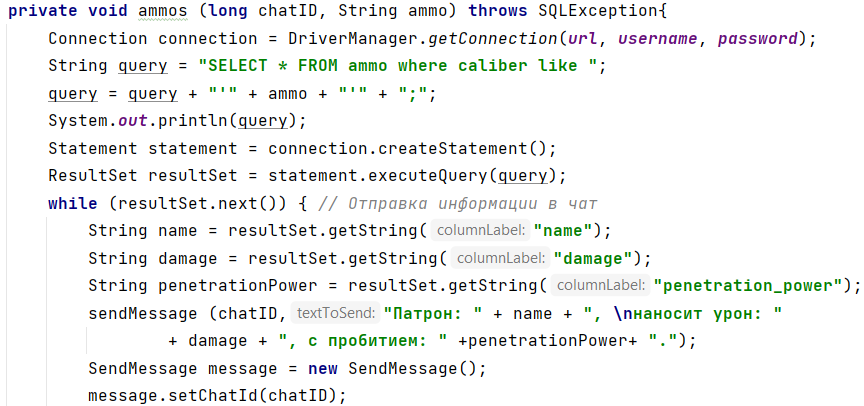 private void ammos (long chatID, String ammo) throws SQLException{
Connection connection = DriverManager.getConnection(url, username, password);
String query = "SELECT * FROM ammo where caliber like ";
query = query + "'" + ammo + "'" + ";";
System.out.println(query);
Statement statement = connection.createStatement();
ResultSet resultSet = statement.executeQuery(query);
while (resultSet.next()) { // Отправка информации в чат
String name = resultSet.getString( columnLabel: "name");
String damage = resultSet.getString( columnLabel: "damage");
String penetrationPower = resultSet.getString( columnLabel: "penetration_power");
sendMessage (chatID, textToSend: "Патрон: " + name + ", \nнаносит урон: "
+ damage + ", с пробитием: " +penetrationPower+ ".");
SendMessage message = new SendMessage();
message.setChatId(chatID);